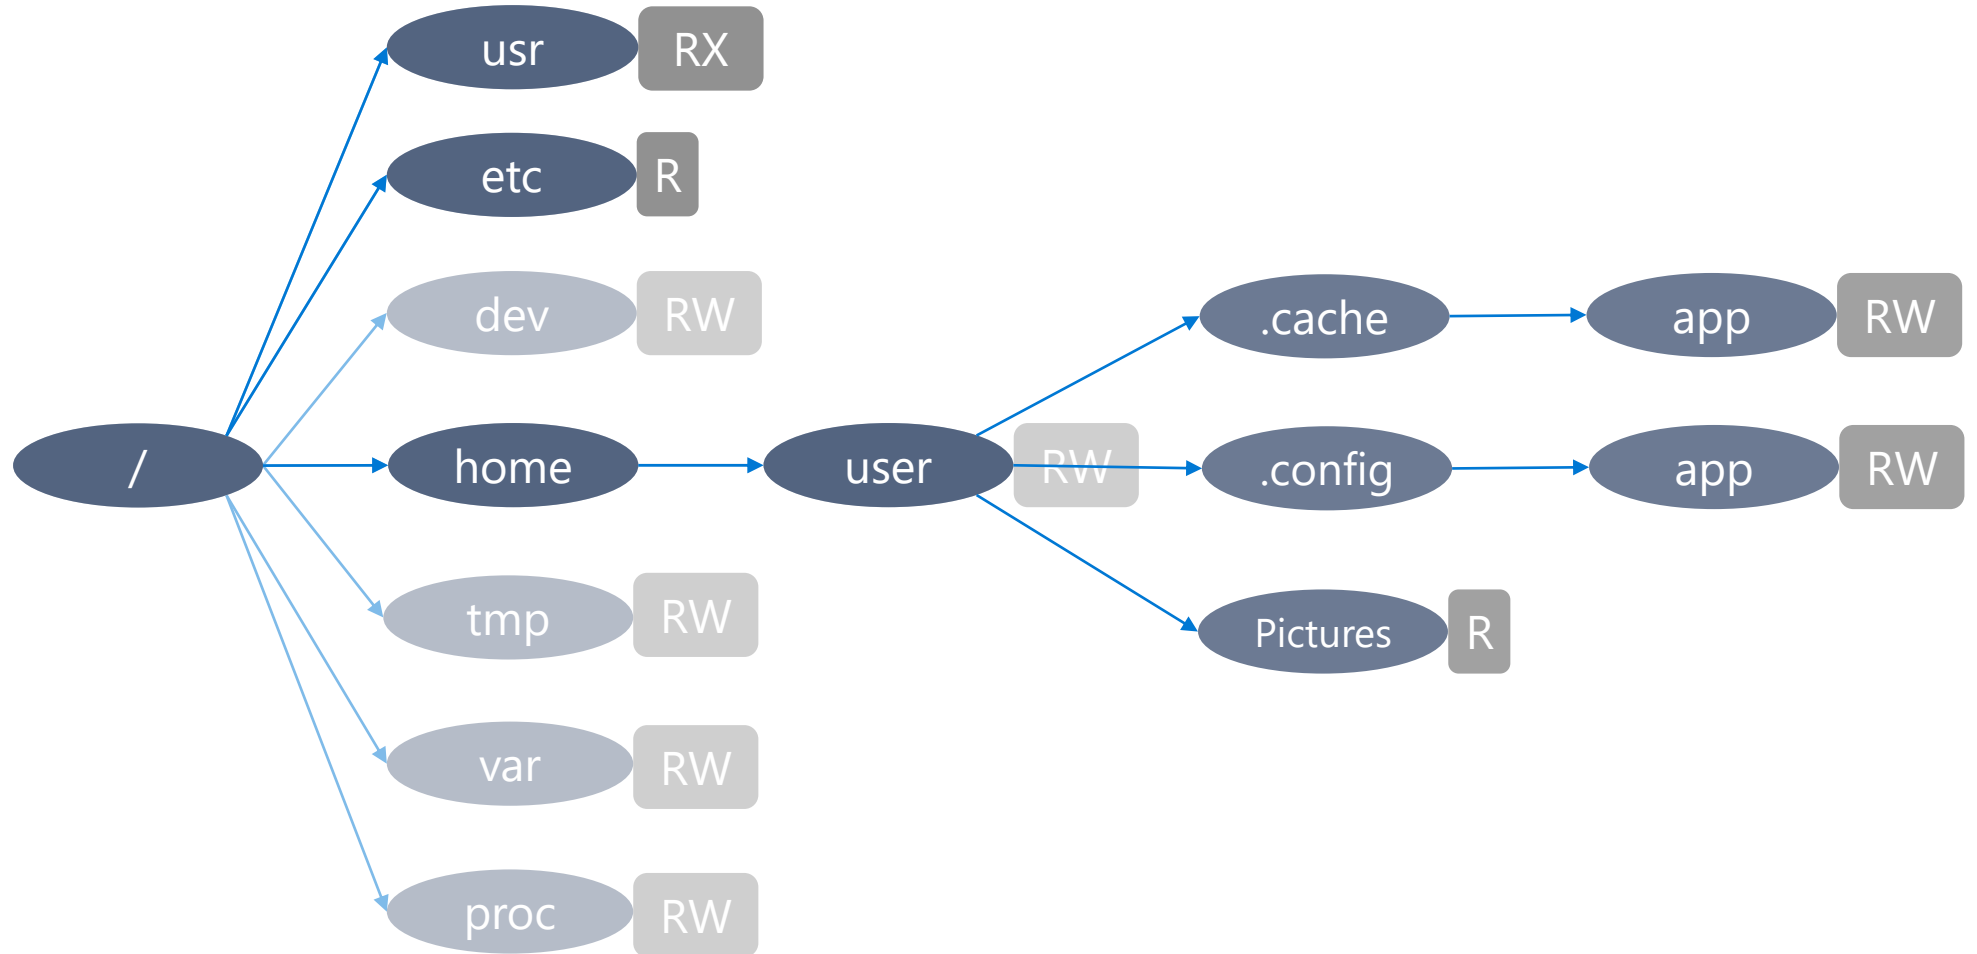 usr RX
etc R
dev RW
.cache app RW
/ home user RW .config app RW
tmp RW
Pictures R
var RW
proc RW